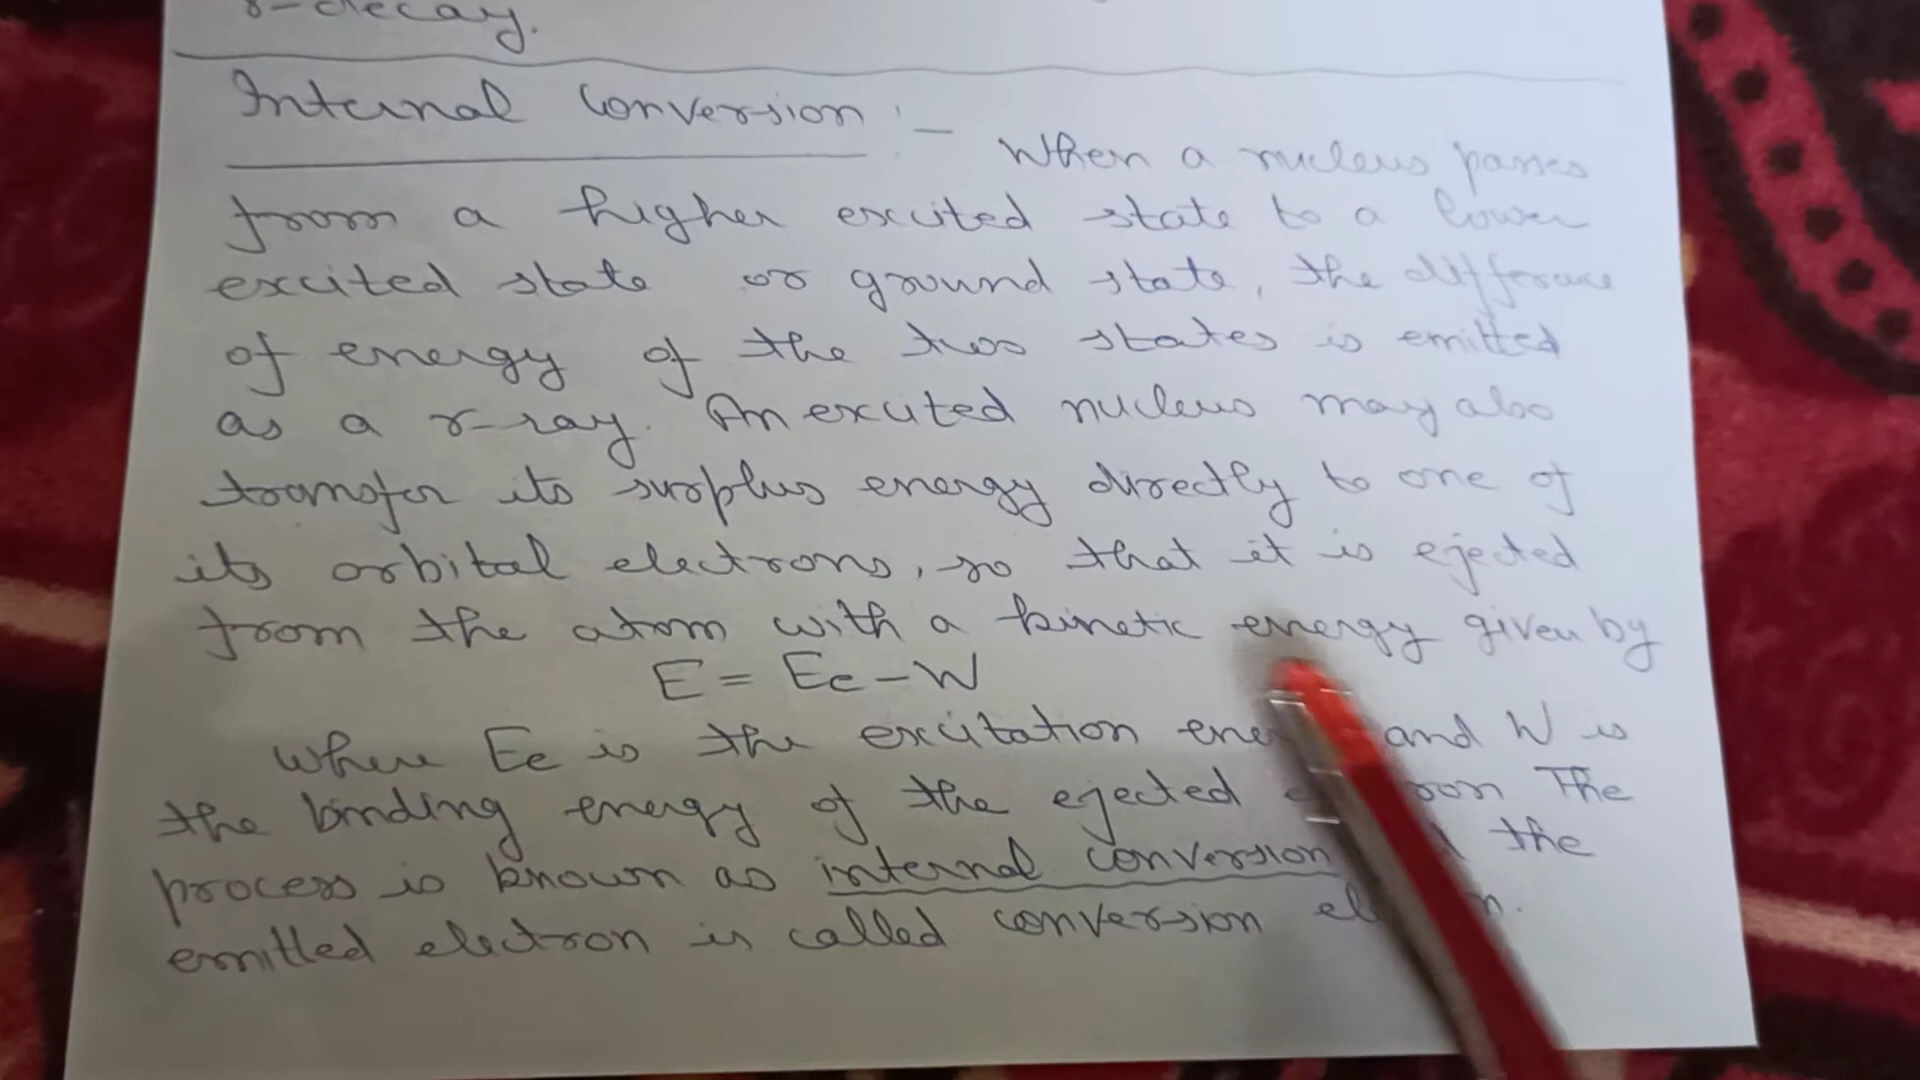 γ-decay.
Internal conversion :-
When a nucleus passes
from a higher excited state to a lower
excited state or ground state, the difference
of energy of the two states is emitted
as a γ-ray. An excited nucleus may also
transfer its surplus energy directly to one of
its orbital electrons, so that it is ejected
from the atom with a kinetic energy given by
E = Ee - W
Where Ee is the excitation and W is
the binding energy of the ejected The
process is known as internal conversion the
emitted electron is called conversion